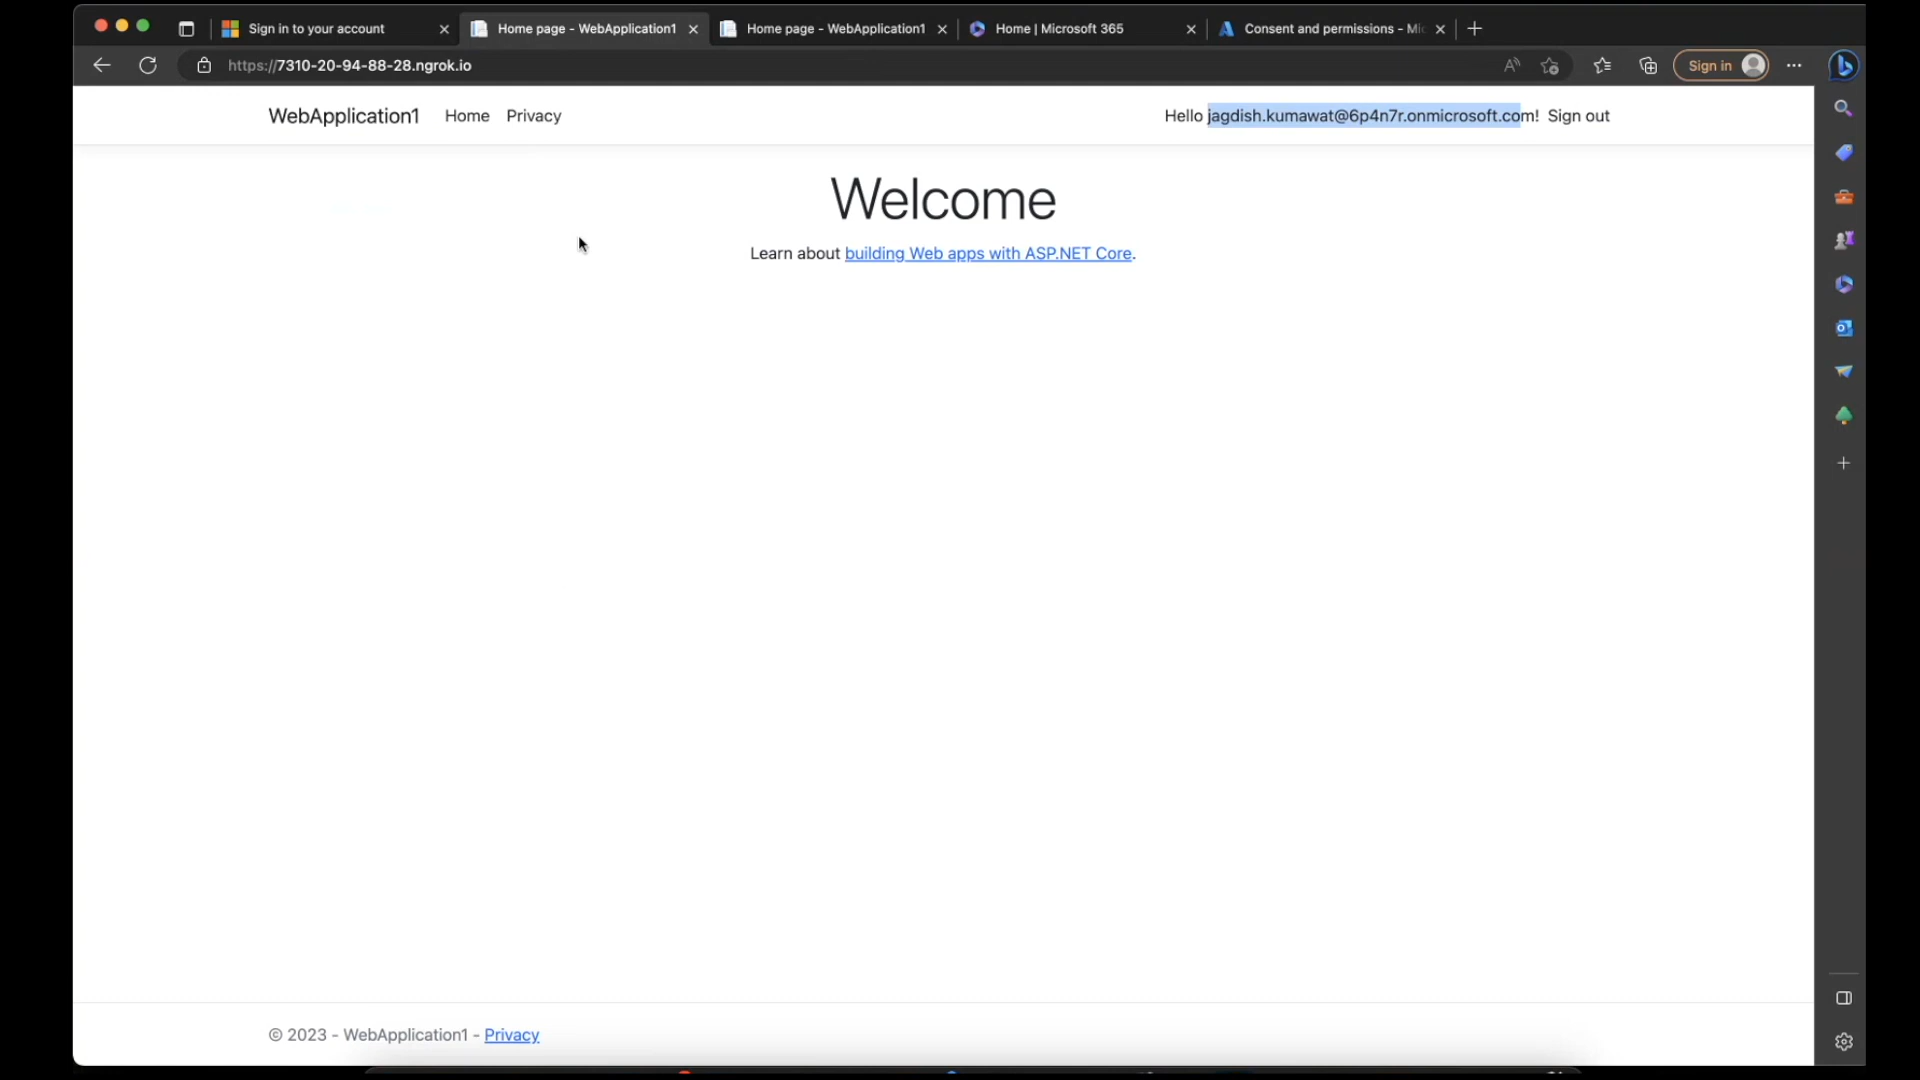 Sign in to your account
Home page - WebApplication1
Home page - WebApplication1
Home | Microsoft 365
Consent and permissions - Mic
https://7310-20-94-88-28.ngrok.io
Sign in
WebApplication1 Home Privacy
Hello jagdish.kumawat@6p4n7r.onmicrosoft.com! Sign out
Welcome
Learn about building Web apps with ASP.NET Core.
© 2023 - WebApplication1 - Privacy